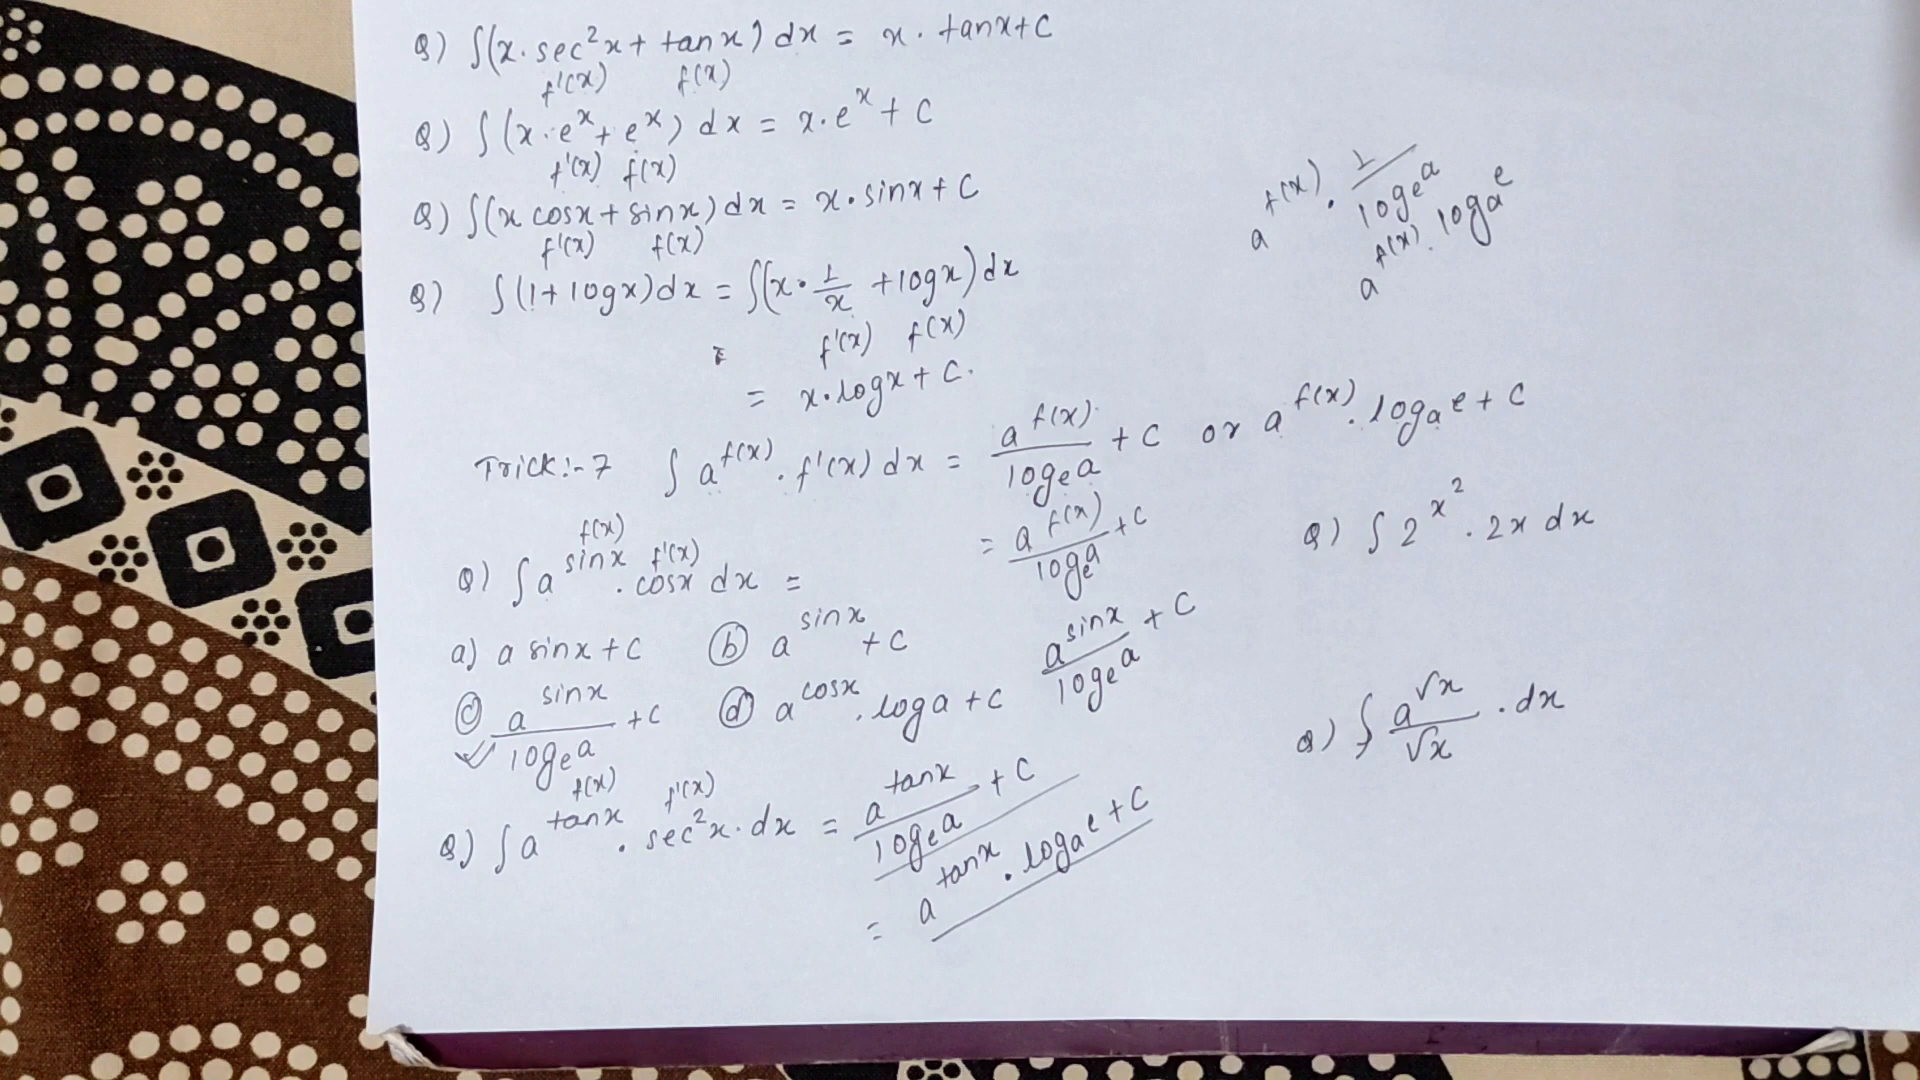 Q) ∫(x·sec²x + tanx) dx = x · tanx + C
f'(x) f(x)
Q) ∫(x·eˣ + eˣ) dx = x·eˣ + C
f'(x) f(x)
Q) ∫(x cosx + sinx) dx = x·sinx + C
f'(x) f(x)
Q) ∫(1 + logx) dx = ∫(x · 1/x + logx) dx
f'(x) f(x)
= x·logx + C.
a^f(x) · 1/logₑa
a^f(x) · logₐe
Trick:- 7 ∫ a^f(x) · f'(x) dx = a^f(x)/logₑa + C or a^f(x) · logₐe + C
= a^f(x)/logₑa + C
f(x) f'(x)
Q) ∫ a^sinx · cosx dx =
a) a sinx + C (b) a^sinx + C
(c) a^sinx/logₑa + C (d) a^cosx · loga + C
a^sinx/logₑa + C
f(x) f'(x)
Q) ∫ a^tanx · sec²x · dx = a^tanx/logₑa + C
= a^tanx · logₐe + C
Q) ∫ 2^x² · 2x dx
Q) ∫ a^√x/√x · dx